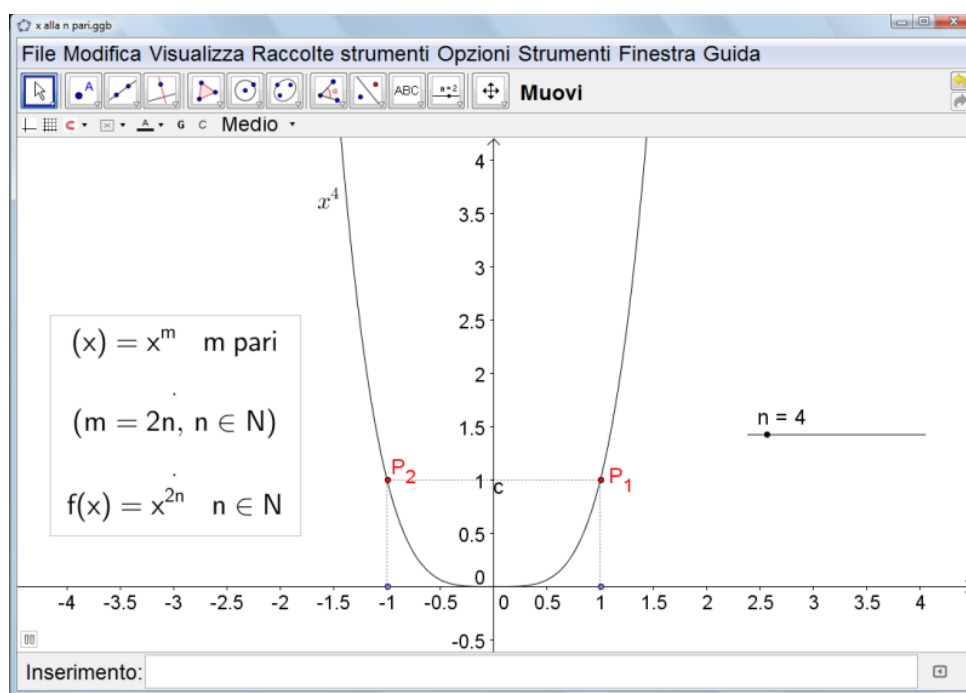 x alla n pari.ggb
File Modifica Visualizza Raccolte strumenti Opzioni Strumenti Finestra Guida
A ABC a=2 Muovi
G C Medio
x⁴
4
3.5
3
2.5
2
1.5
1
0.5
0
-0.5
(x) = xᵐ m pari
(m = 2n, n ∈ N)
f(x) = x²ⁿ n ∈ N
n = 4
P₂
c
P₁
-4 -3.5 -3 -2.5 -2 -1.5 -1 -0.5 0 0.5 1 1.5 2 2.5 3 3.5 4
Inserimento: